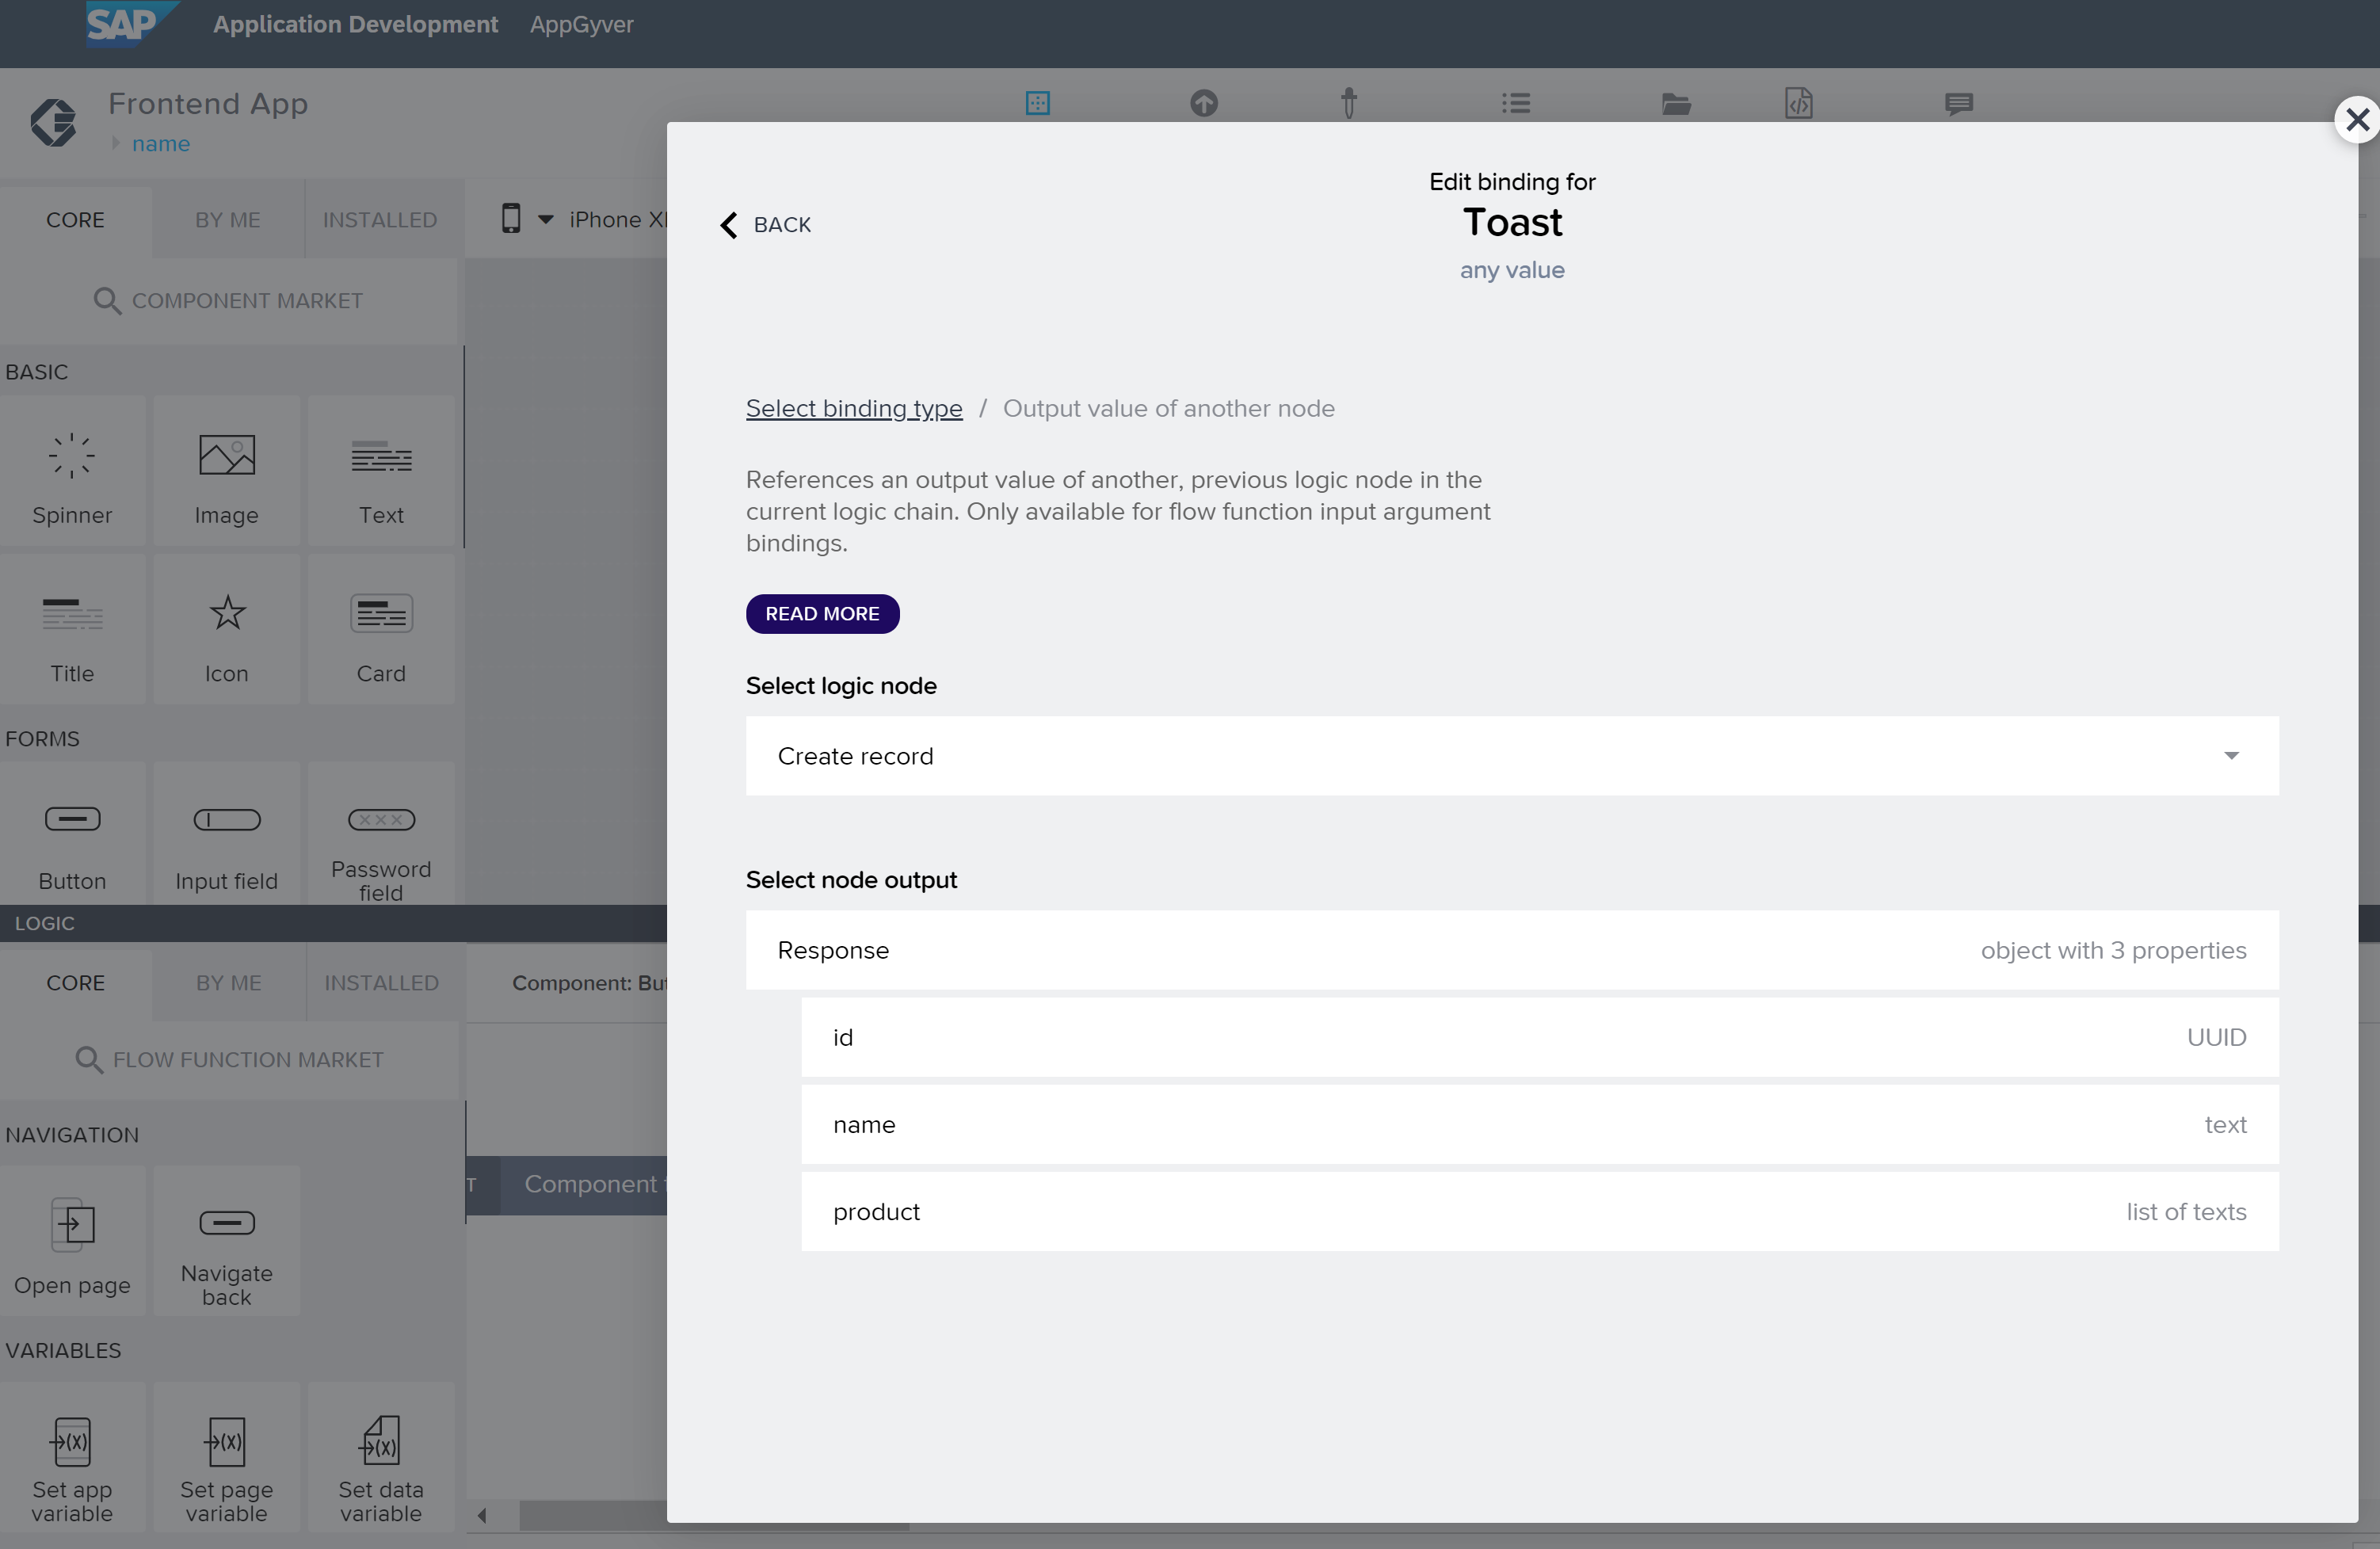 SAP Application Development AppGyver
Frontend App
name
CORE BY ME INSTALLED
COMPONENT MARKET
BASIC
Spinner Image Text
Title Icon Card
FORMS
Button Input field Password
field
LOGIC
CORE BY ME INSTALLED
FLOW FUNCTION MARKET
NAVIGATION
Open page Navigate
back
VARIABLES
Set app
variable
Set page
variable
Set data
variable
iPhone
Component:
T Component
Edit binding for
Toast
any value
BACK
Select binding type / Output value of another node
References an output value of another, previous logic node in the
current logic chain. Only available for flow function input argument
bindings.
READ MORE
Select logic node
Create record
Select node output
Response object with 3 properties
id UUID
name text
product list of texts